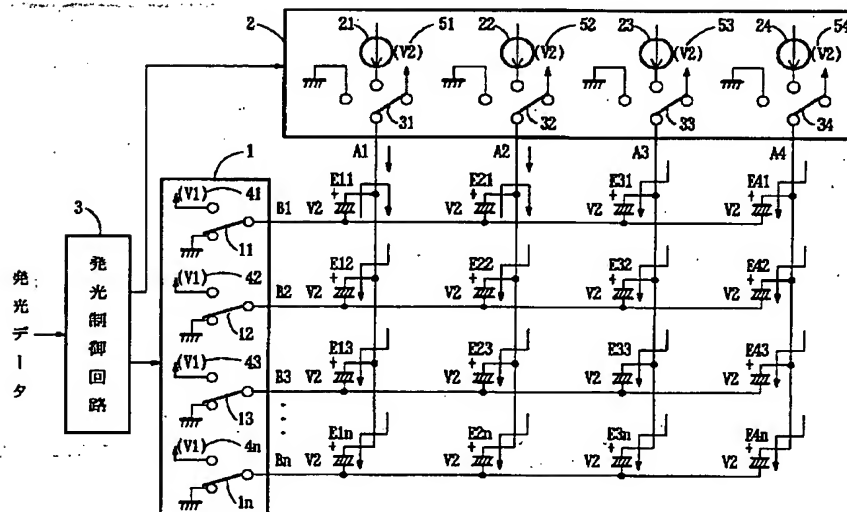 21 51 22 52 23 53 24 54
2 (V2) (V2) (V2) (V2)
31 32 33 34
1 A1 A2 A3 A4
3 (V1) 41 E11 E21 E31 E41
B1 + V2 + V2 + V2 + V2
11
(V1) 42 E12 E22 E32 E42
B2 + V2 + V2 + V2 + V2
12
(V1) 43 E13 E23 E33 E43
B3 + V2 + V2 + V2 + V2
13
(V1) 4n E1n E2n E3n E4n
Bn + V2 + V2 + V2 + V2
1n
発光データ
発光制御回路